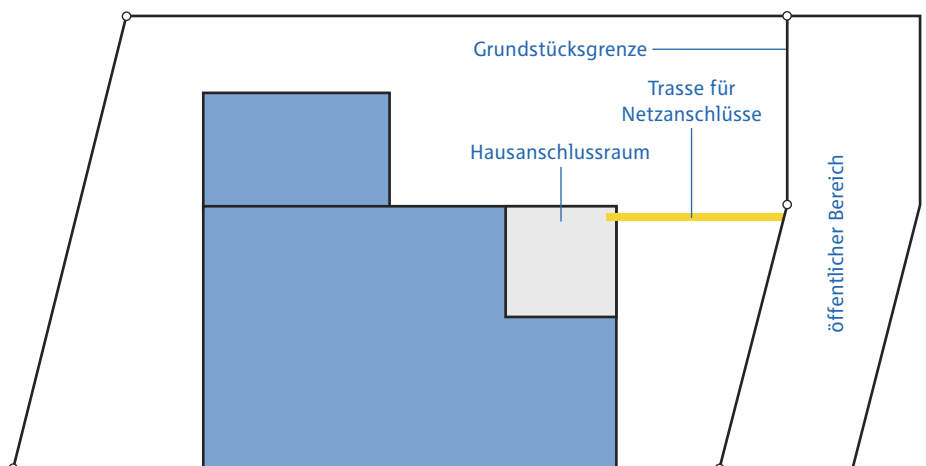 Grundstücksgrenze
Trasse für
Netzanschlüsse
Hausanschlussraum
öffentlicher Bereich